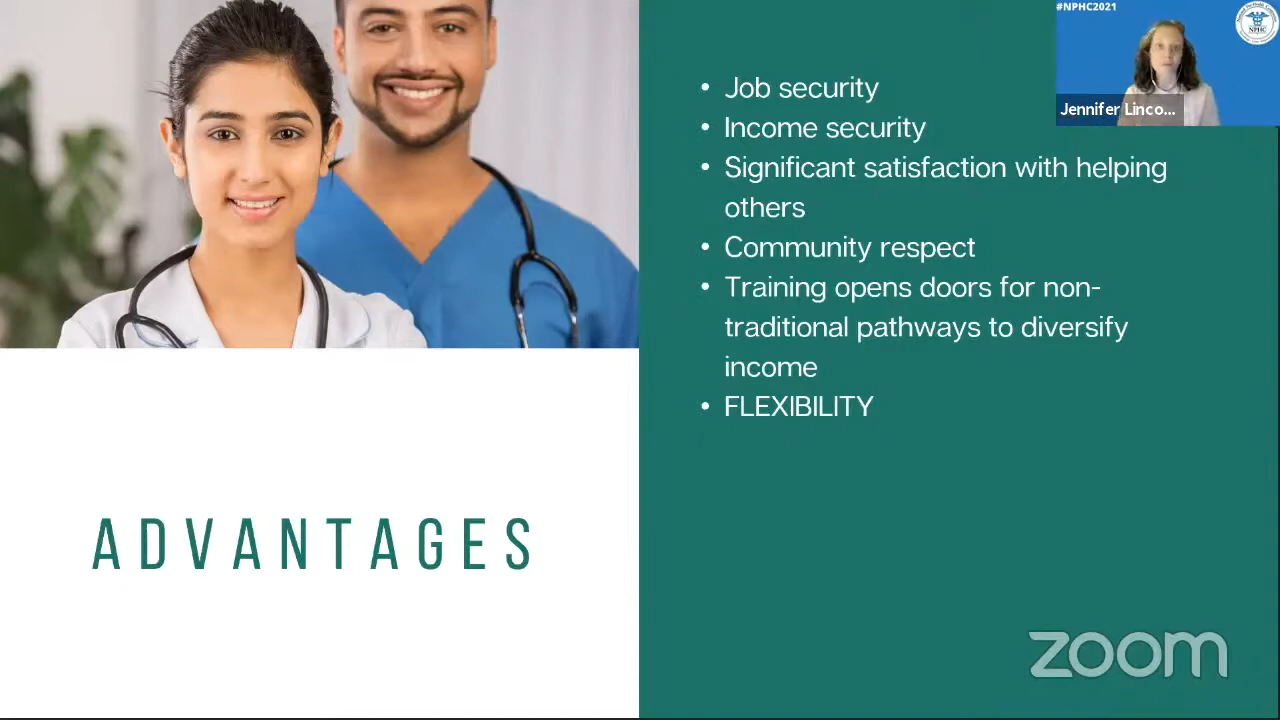 #NPHC2021
NPHC
Jennifer Linco...
• Job security
• Income security
• Significant satisfaction with helping
others
• Community respect
• Training opens doors for non-
traditional pathways to diversify
income
• FLEXIBILITY
ADVANTAGES
zoom